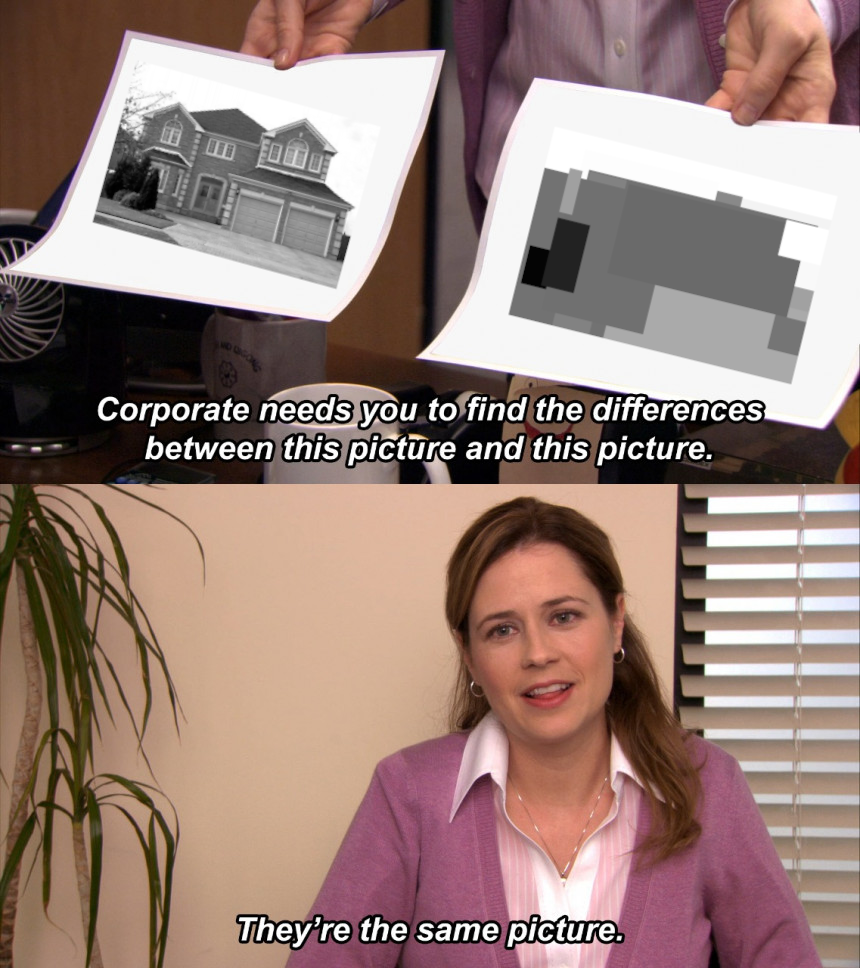 Corporate needs you to find the differences
between this picture and this picture.
They're the same picture.